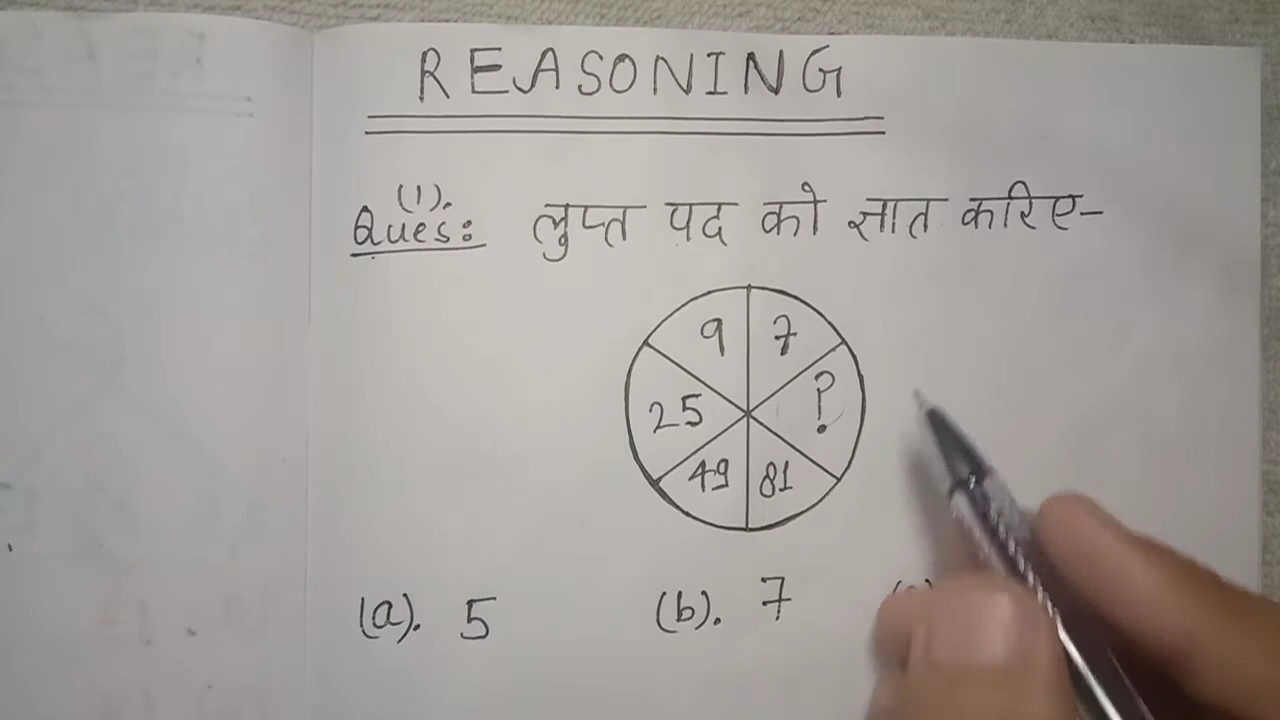 REASONING
(1).
Ques: लुप्त पद को ज्ञात करिए-
9 7
25 ?
49 81
(a). 5 (b). 7